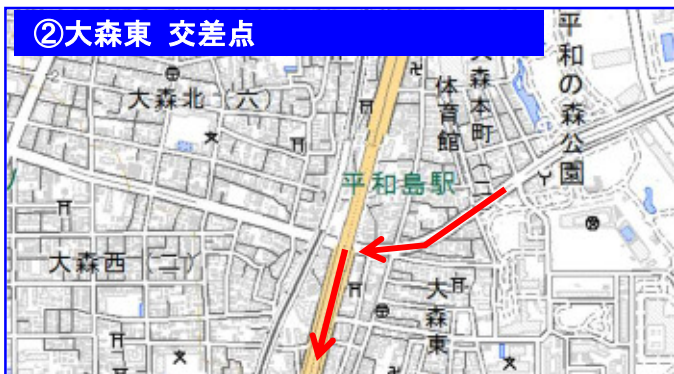 ②大森東 交差点
平和の森公園
大森北(六)
体育館
大森本町(二
平和島駅
大森西(二)
大森東